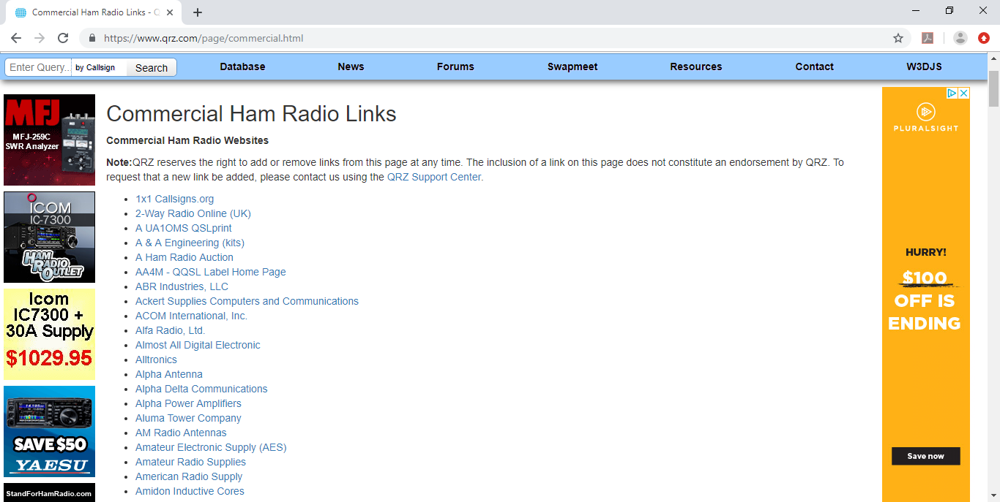 Commercial Ham Radio Links - Q
https://www.qrz.com/page/commercial.html
Enter Query.. by Callsign Search Database News Forums Swapmeet Resources Contact W3DJS
MFJ
MFJ-259C
SWR Analyzer
ICOM
IC-7300
HAM
RADIO
OUTLET
Icom
IC7300 +
30A Supply
$1029.95
SAVE $50
YAESU
StandForHamRadio.com
Commercial Ham Radio Links
Commercial Ham Radio Websites
Note:QRZ reserves the right to add or remove links from this page at any time. The inclusion of a link on this page does not constitute an endorsement by QRZ. To
request that a new link be added, please contact us using the QRZ Support Center.
1x1 Callsigns.org
2-Way Radio Online (UK)
A UA1OMS QSLprint
A & A Engineering (kits)
A Ham Radio Auction
AA4M - QQSL Label Home Page
ABR Industries, LLC
Ackert Supplies Computers and Communications
ACOM International, Inc.
Alfa Radio, Ltd.
Almost All Digital Electronic
Alltronics
Alpha Antenna
Alpha Delta Communications
Alpha Power Amplifiers
Aluma Tower Company
AM Radio Antennas
Amateur Electronic Supply (AES)
Amateur Radio Supplies
American Radio Supply
Amidon Inductive Cores
PLURALSIGHT
HURRY!
$100
OFF IS
ENDING
Save now